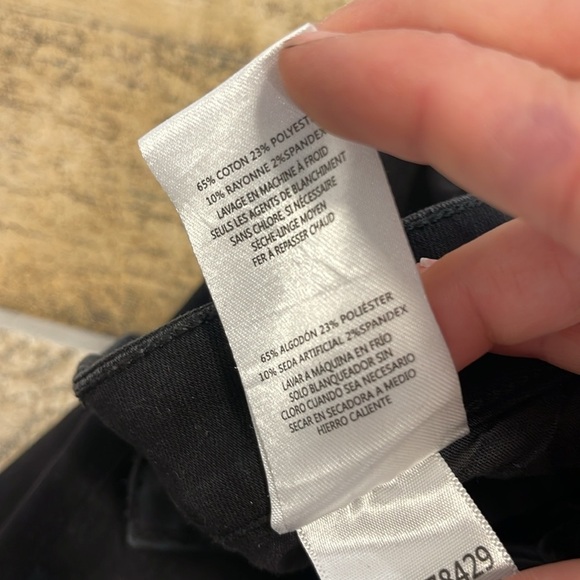 65% COTON 23% POLYEST
10% RAYONNE 2%SPANDEX
LAVAGE EN MACHINE À FROID
SEULS LES AGENTS DE BLANCHIMENT
SANS CHLORE, SI NÉCESSAIRE
SÈCHE-LINGE MOYEN
FER À REPASSER CHAUD
65% ALGODÓN 23% POLIÉSTER
10% SEDA ARTIFICIAL 2%SPANDEX
LAVAR A MÁQUINA EN FRÍO
SOLO BLANQUEADOR SIN
CLORO CUANDO SEA NECESARIO
SECAR EN SECADORA A MEDIO
HIERRO CALIENTE
8429